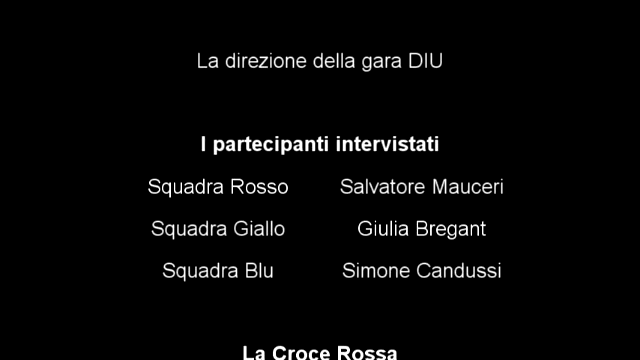 La direzione della gara DIU
I partecipanti intervistati
Squadra Rosso Salvatore Mauceri
Squadra Giallo Giulia Bregant
Squadra Blu Simone Candussi
La Croce Rossa